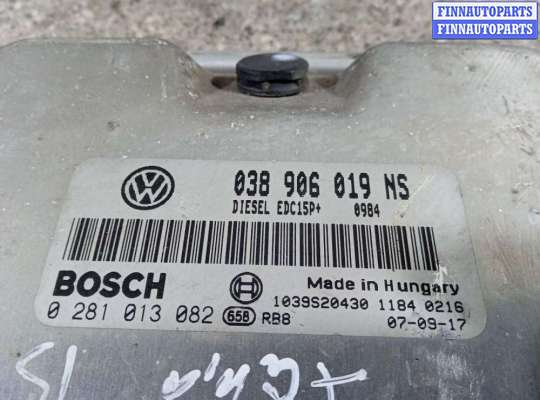 FINNAUTOPARTS
FINNAUTOPARTS
038 906 019 NS
DIESEL EDC15P+ 0984
BOSCH
Made in Hungary
1039S20430 1184 0216
0 281 013 082 658 RB8
07-09-17